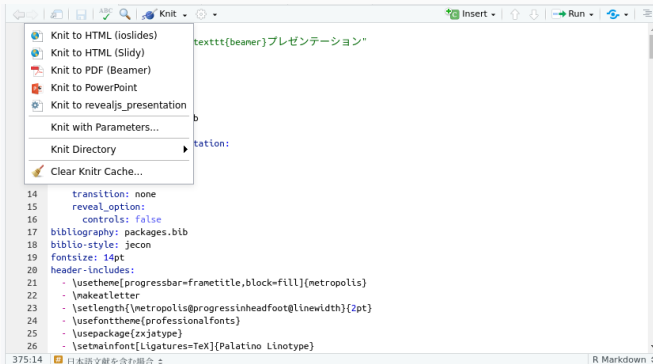 ABC
Knit
Insert
Run
Knit to HTML (ioslides)
texttt{beamer}プレゼンテーション"
Knit to HTML (Slidy)
Knit to PDF (Beamer)
Knit to PowerPoint
Knit to revealjs_presentation
b
Knit with Parameters...
tation:
Knit Directory
Clear Knitr Cache...
14 transition: none
15 reveal_option:
16 controls: false
17 bibliography: packages.bib
18 biblio-style: jecon
19 fontsize: 14pt
20 header-includes:
21 - \usetheme[progressbar=frametitle,block=fill]{metropolis}
22 - \makeatletter
23 - \setlength{\metropolis@progressinheadfoot@linewidth}{2pt}
24 - \usefonttheme{professionalfonts}
25 - \usepackage{zxjatype}
26 - \setmainfont[Ligatures=TeX]{Palatino Linotype}
375:14 # 日本語文献を含む場合 R Markdown